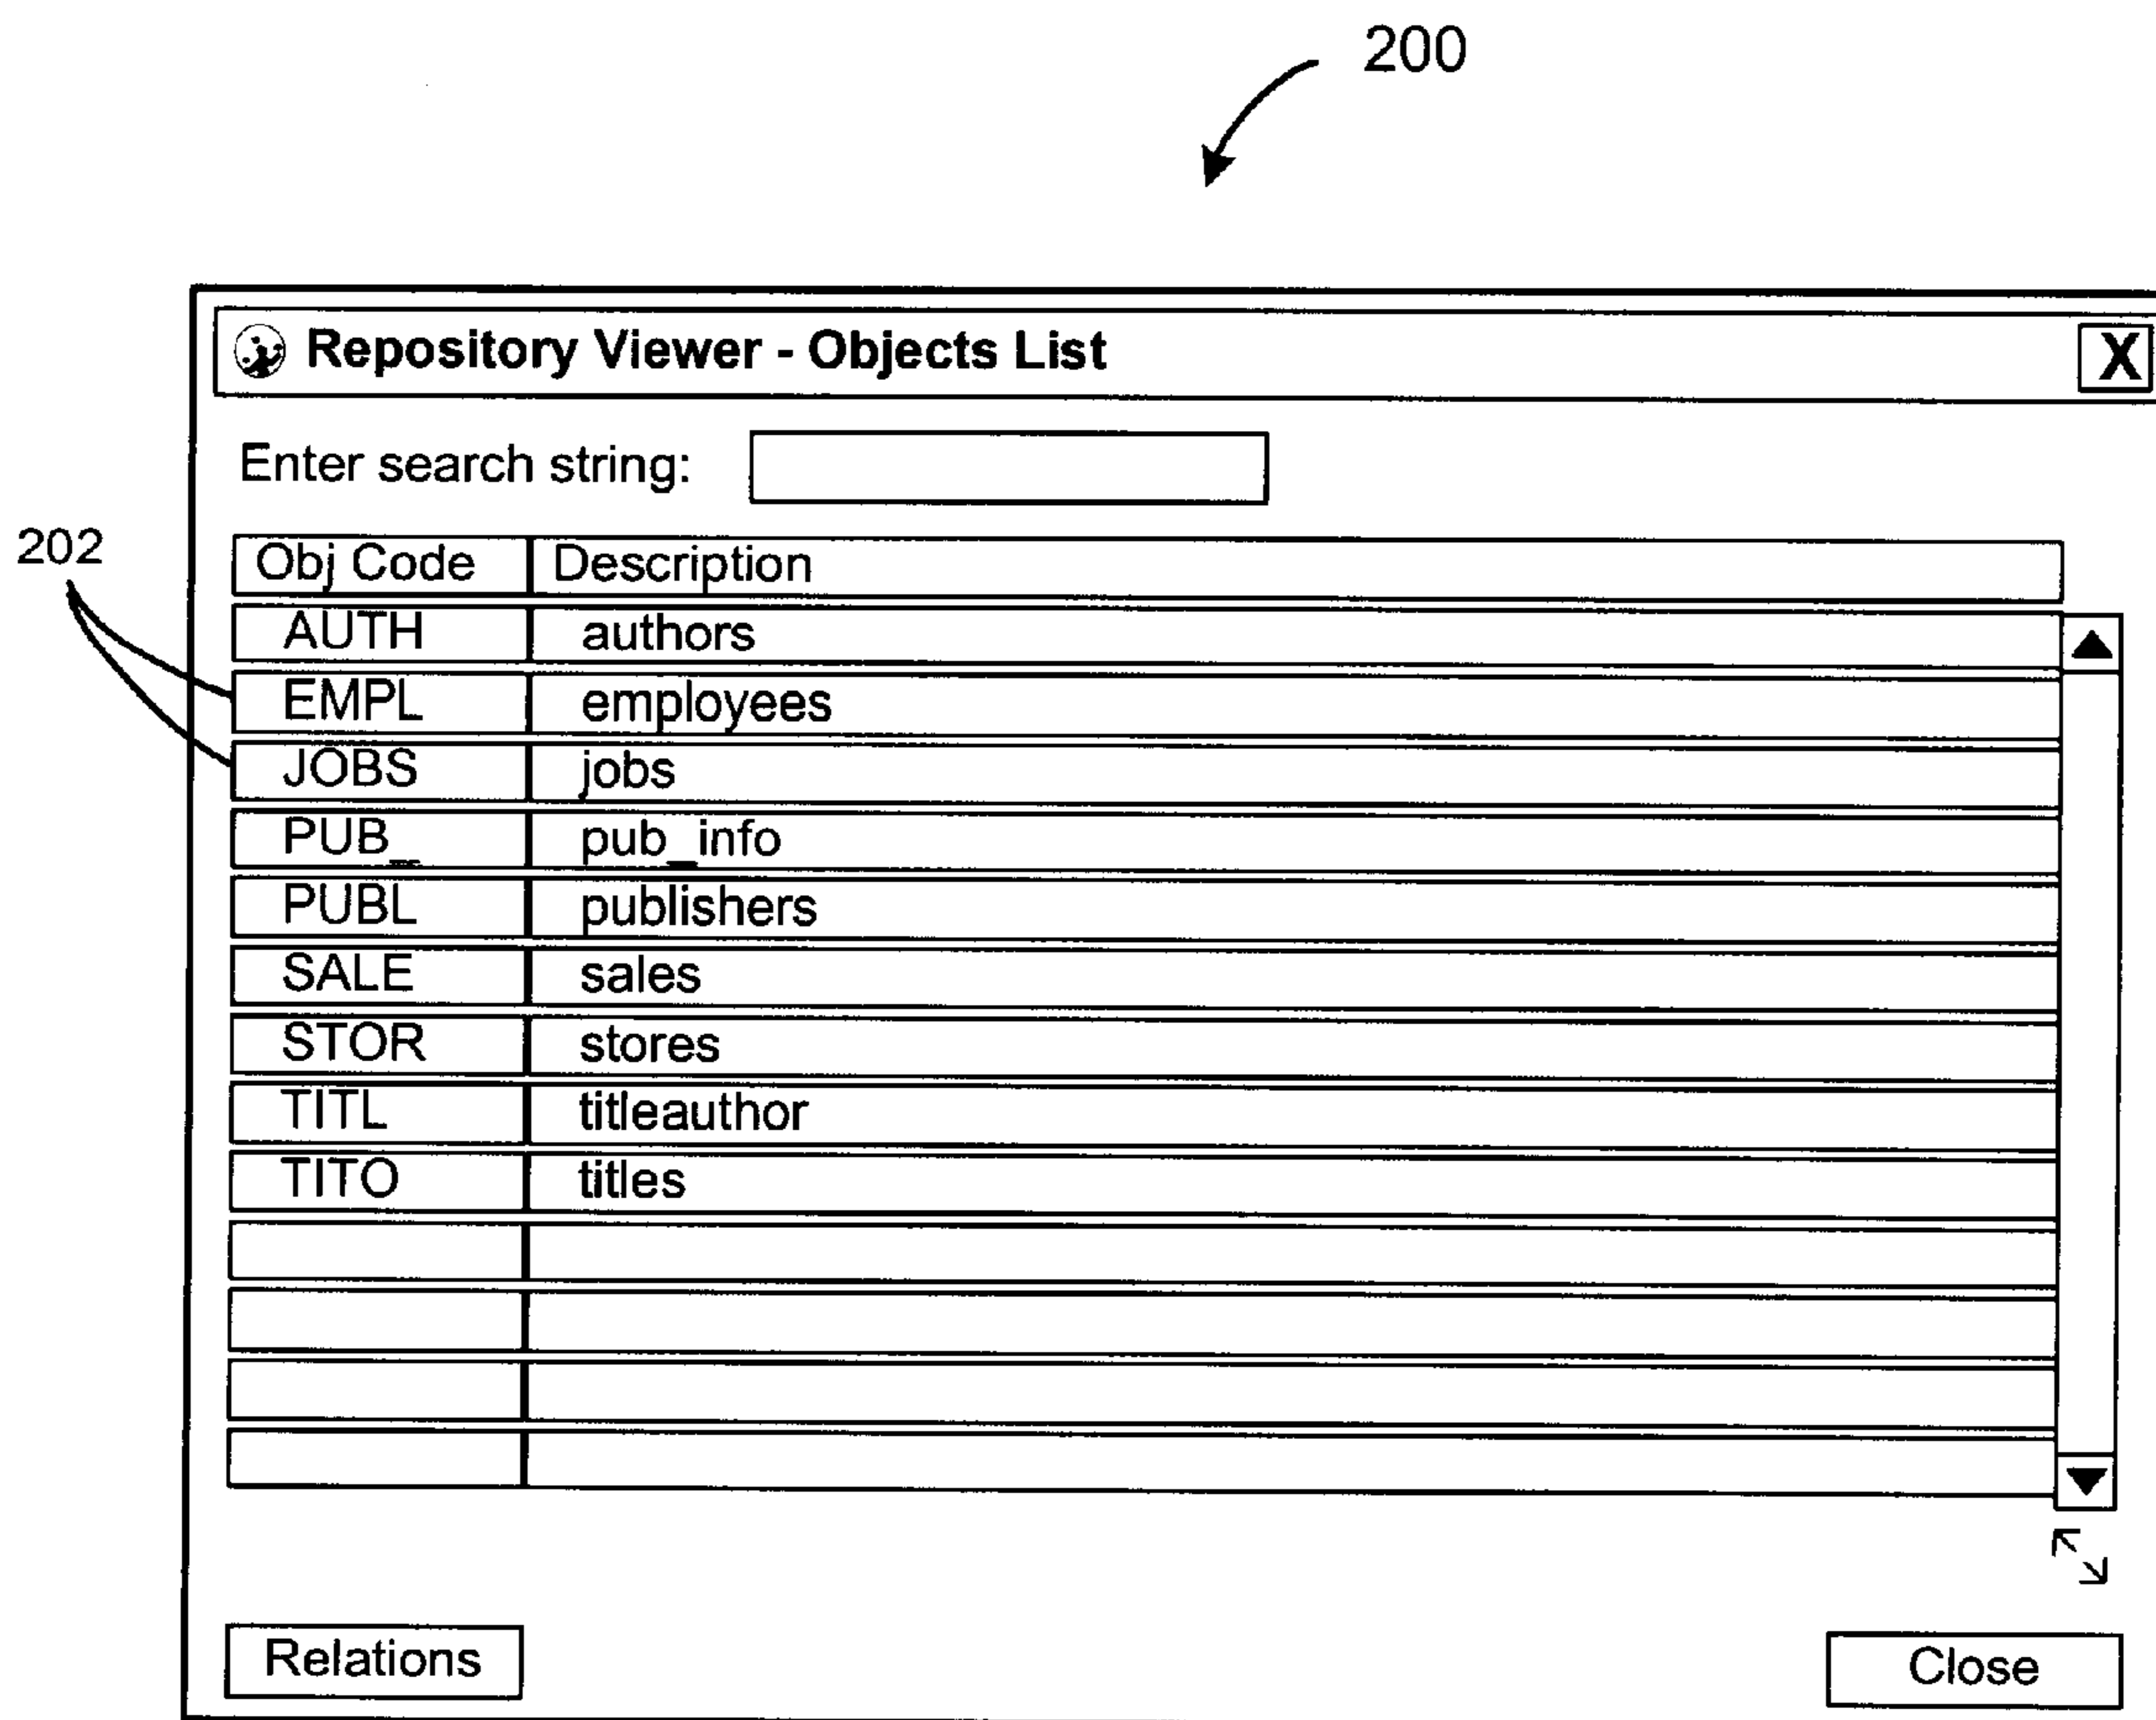 200
Repository Viewer - Objects List X
Enter search string:
202
Obj Code Description
AUTH authors
EMPL employees
JOBS jobs
PUB_ pub_info
PUBL publishers
SALE sales
STOR stores
TITL titleauthor
TITO titles
Relations Close